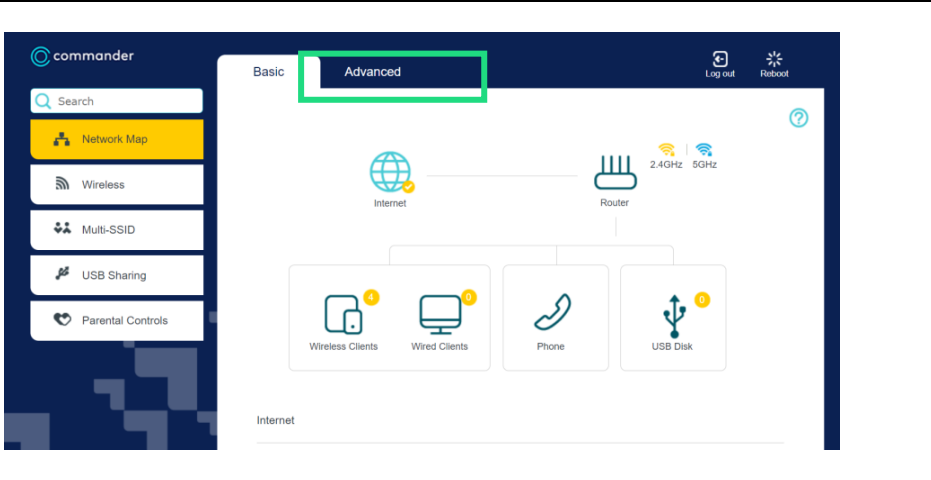 commander
Basic
Advanced
Log out
Reboot
Search
Network Map
Wireless
Multi-SSID
USB Sharing
Parental Controls
?
2.4GHz
5GHz
Internet
Router
4
0
0
Wireless Clients
Wired Clients
Phone
USB Disk
Internet